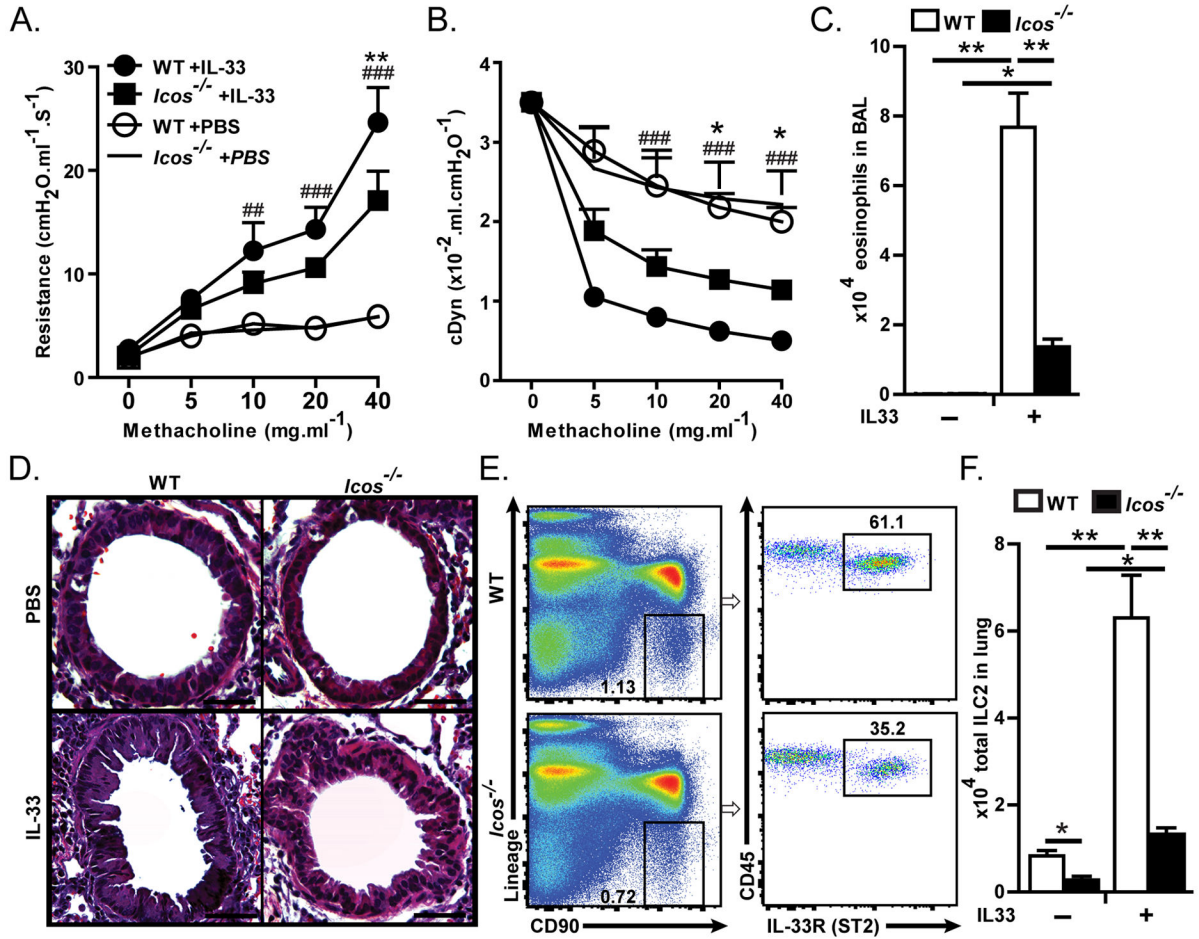 A.
** 
###
###
##
WT +IL-33
Icos-/- +IL-33
WT +PBS
Icos-/- +PBS
30
20
10
0
Resistance (cmH2O.ml-1.S-1)
0 5 10 20 40
Methacholine (mg.ml-1)
B.
###
*
###
*
###
4
3
2
1
0
cDyn (x10-2.ml.cmH2O-1)
0 5 10 20 40
Methacholine (mg.ml-1)
C.
WT Icos-/-
** **
*
10
8
6
4
2
0
x10 4 eosinophils in BAL
IL33 – +
D.
WT Icos-/-
PBS
IL-33
E.
WT
1.13
61.1
Icos-/-
0.72
35.2
Lineage
CD90
CD45
IL-33R (ST2)
F.
WT Icos-/-
** **
*
*
8
6
4
2
0
x10 4 total ILC2 in lung
IL33 – +